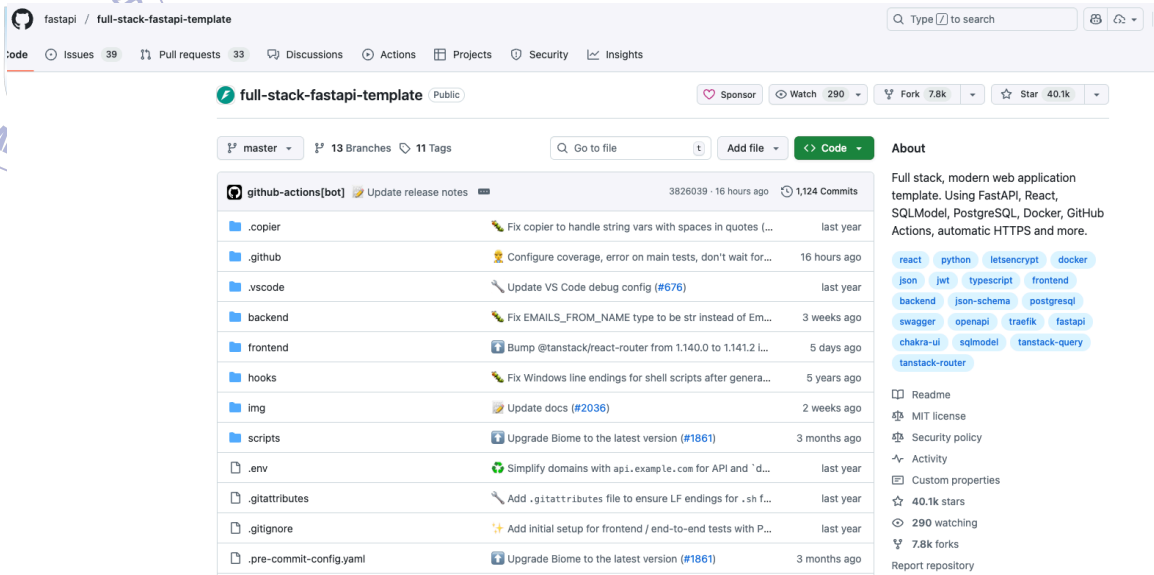 fastapi / full-stack-fastapi-template
Type / to search
Code
Issues 39
Pull requests 33
Discussions
Actions
Projects
Security
Insights
full-stack-fastapi-template Public
Sponsor
Watch 290
Fork 7.8k
Star 40.1k
master
13 Branches
11 Tags
Go to file t
Add file
<> Code
github-actions[bot] Update release notes 3826039 · 16 hours ago 1,124 Commits
.copier Fix copier to handle string vars with spaces in quotes (... last year
.github Configure coverage, error on main tests, don't wait for... 16 hours ago
.vscode Update VS Code debug config (#676) last year
backend Fix EMAILS_FROM_NAME type to be str instead of Em... 3 weeks ago
frontend Bump @tanstack/react-router from 1.140.0 to 1.141.2 i... 5 days ago
hooks Fix Windows line endings for shell scripts after genera... 5 years ago
img Update docs (#2036) 2 weeks ago
scripts Upgrade Biome to the latest version (#1861) 3 months ago
.env Simplify domains with api.example.com for API and `d... last year
.gitattributes Add .gitattributes file to ensure LF endings for .sh f... last year
.gitignore Add initial setup for frontend / end-to-end tests with P... last year
.pre-commit-config.yaml Upgrade Biome to the latest version (#1861) 3 months ago
About
Full stack, modern web application
template. Using FastAPI, React,
SQLModel, PostgreSQL, Docker, GitHub
Actions, automatic HTTPS and more.
react python letsencrypt docker
json jwt typescript frontend
backend json-schema postgresql
swagger openapi traefik fastapi
chakra-ui sqlmodel tanstack-query
tanstack-router
Readme
MIT license
Security policy
Activity
Custom properties
40.1k stars
290 watching
7.8k forks
Report repository